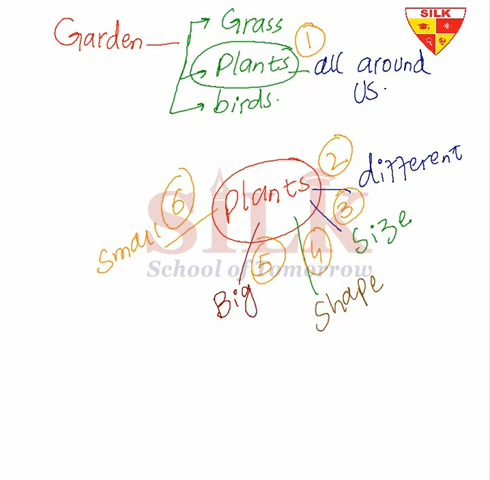 SILK
Grass
Garden
Plants
1
all around
us.
birds.
2
different
Plants
6
3
Size
small
SILK
School of Tomorrow
5
4
Big
Shape